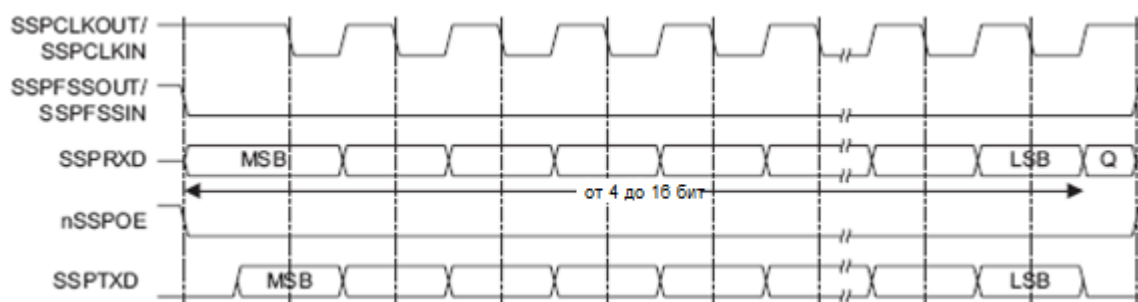 SSPCLKOUT/
SSPCLKIN
SSPFSSOUT/
SSPFSSIN
SSPRXD MSB LSB Q
от 4 до 16 бит
nSSPOE
SSPTXD MSB LSB